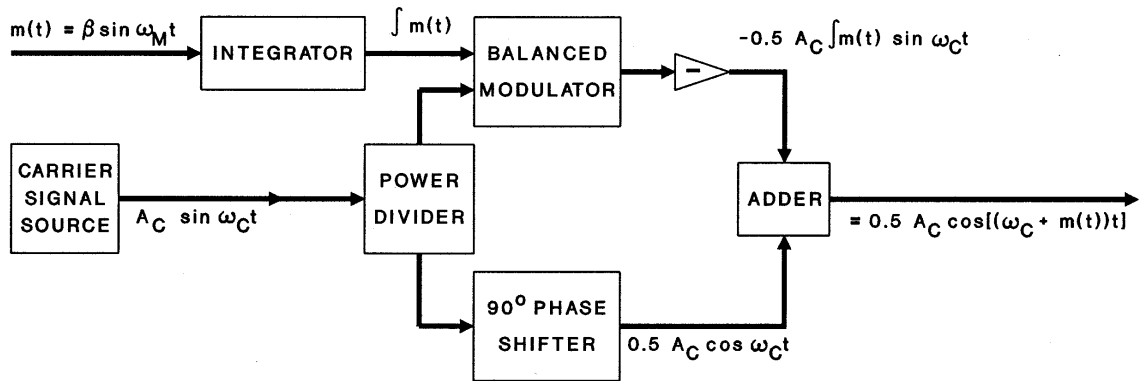 m(t) = β sin ω_M t
INTEGRATOR
∫ m(t)
BALANCED
MODULATOR
−
-0.5 A_C ∫m(t) sin ω_C t
CARRIER
SIGNAL
SOURCE
A_C sin ω_C t
POWER
DIVIDER
ADDER
= 0.5 A_C cos[(ω_C + m(t))t]
90° PHASE
SHIFTER
0.5 A_C cos ω_C t